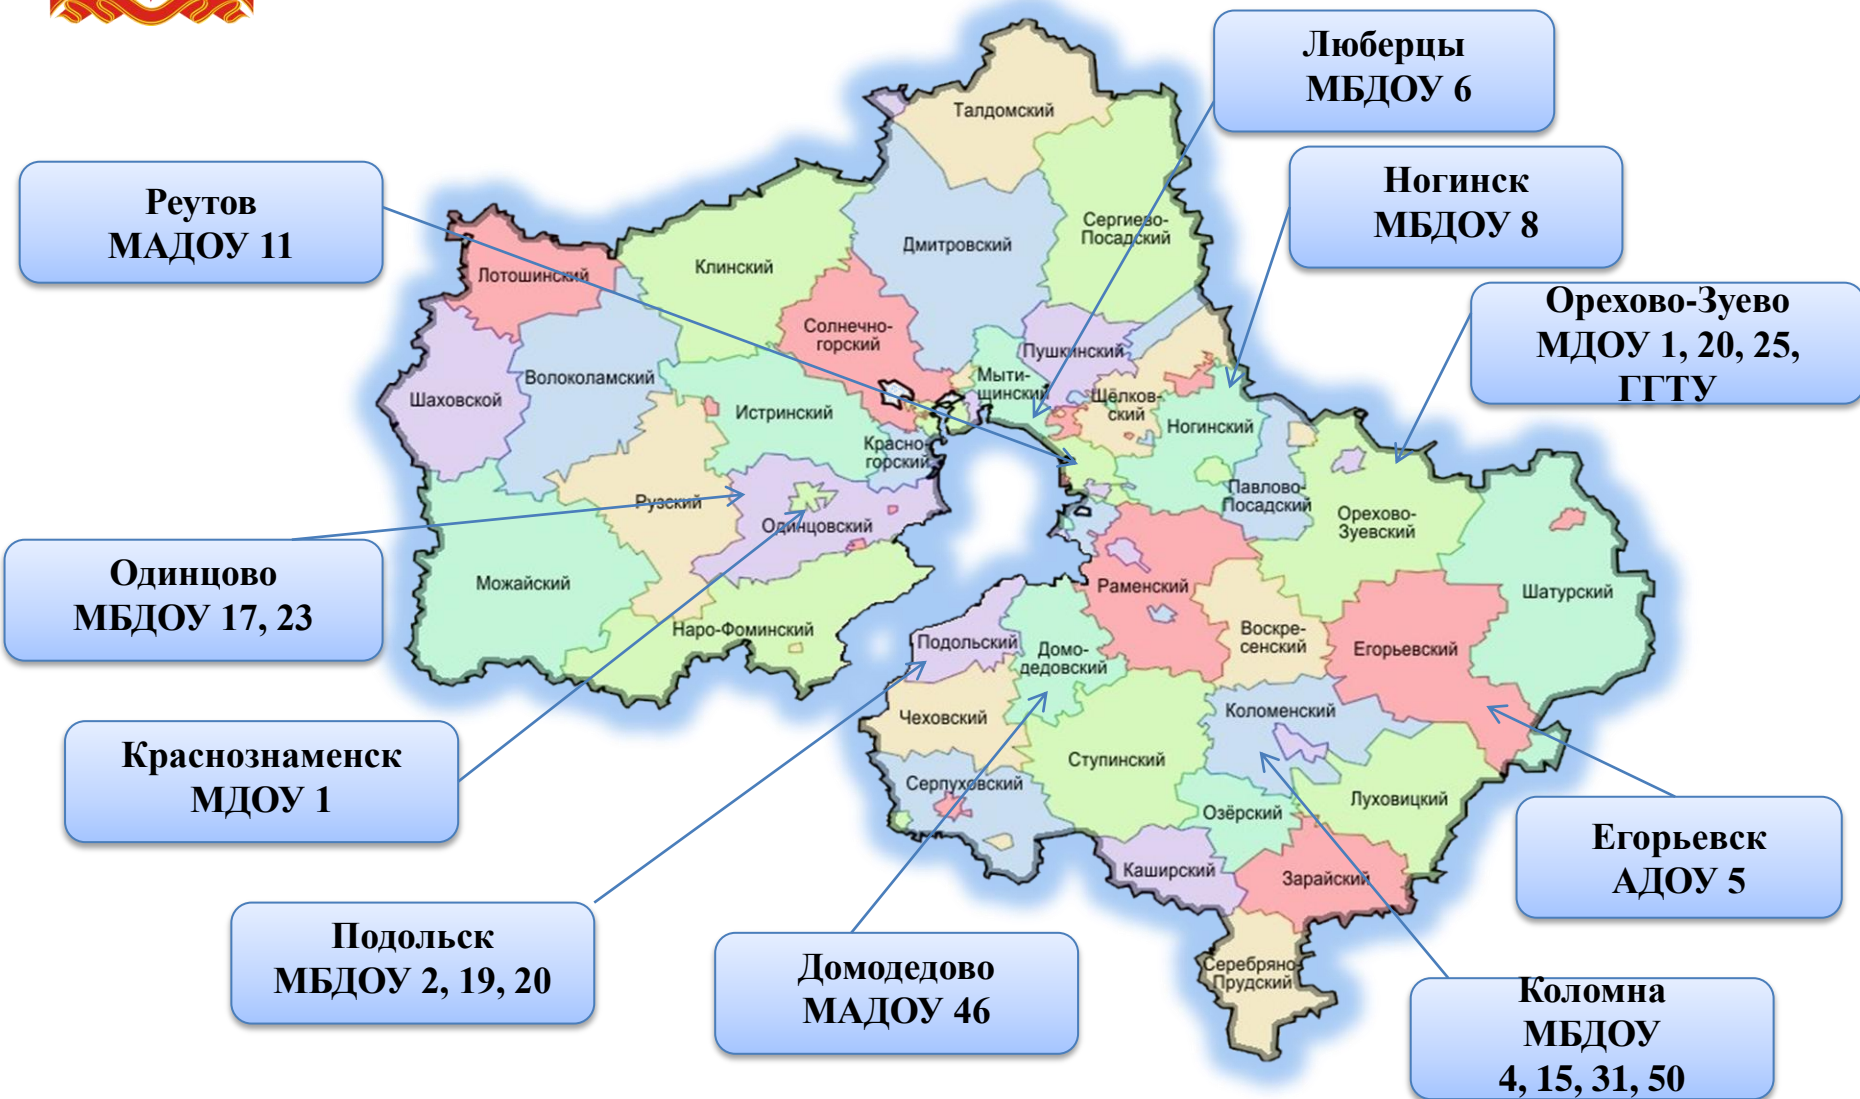 Люберцы
МБДОУ 6
Реутов
МАДОУ 11
Ногинск
МБДОУ 8
Орехово-Зуево
МДОУ 1, 20, 25,
ГГТУ
Одинцово
МБДОУ 17, 23
Краснознаменск
МДОУ 1
Подольск
МБДОУ 2, 19, 20
Домодедово
МАДОУ 46
Коломна
МБДОУ
4, 15, 31, 50
Егорьевск
АДОУ 5
Талдомский
Сергиево-
Посадский
Дмитровский
Клинский
Лотошинский
Солнечно-
горский
Пушкинский
Мыти-
щинский
Щёлков-
ский
Шаховской
Волоколамский
Истринский
Красно-
горский
Ногинский
Павлово-
Посадский
Орехово-
Зуевский
Рузский
Одинцовский
Можайский
Наро-Фоминский
Раменский
Шатурский
Подольский
Домо-
дедовский
Воскре-
сенский
Егорьевский
Чеховский
Коломенский
Ступинский
Серпуховский
Озёрский
Луховицкий
Каширский
Зарайский
Серебряно-
Прудский